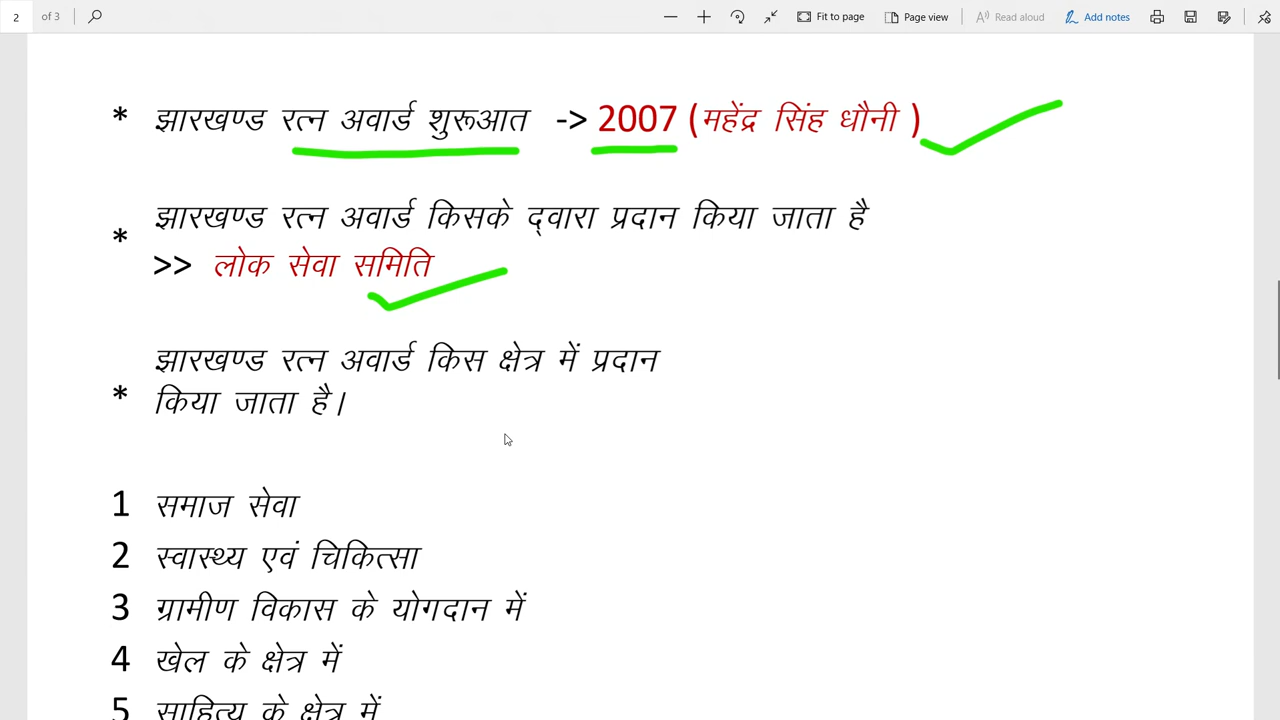 2 of 3 Fit to page Page view Read aloud Add notes
* झारखण्ड रत्न अवार्ड शुरूआत -> 2007 (महेंद्र सिंह धौनी )
झारखण्ड रत्न अवार्ड किसके द्वारा प्रदान किया जाता है
* >> लोक सेवा समिति
झारखण्ड रत्न अवार्ड किस क्षेत्र में प्रदान
* किया जाता है।
1 समाज सेवा
2 स्वास्थ्य एवं चिकित्सा
3 ग्रामीण विकास के योगदान में
4 खेल के क्षेत्र में
5 साहित्य के क्षेत्र में